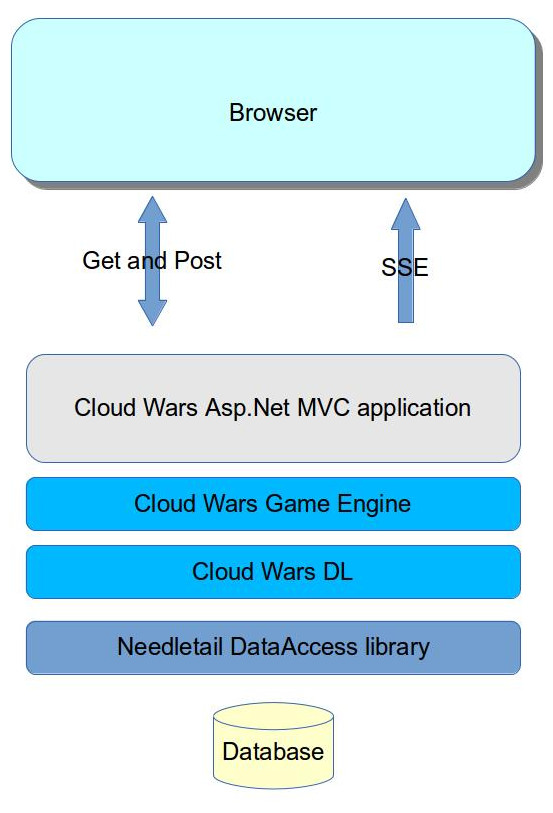 Browser
Get and Post
SSE
Cloud Wars Asp.Net MVC application
Cloud Wars Game Engine
Cloud Wars DL
Needletail DataAccess library
Database